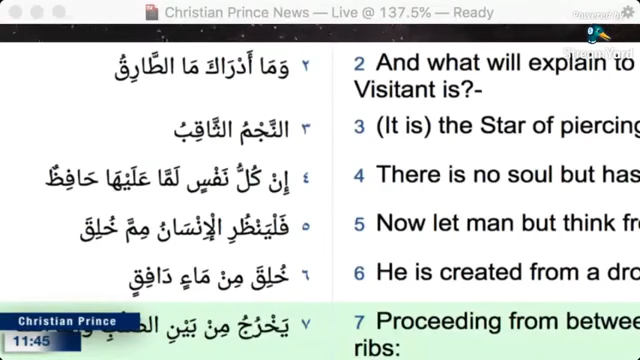 Christian Prince News — Live @ 137.5% — Ready
Powered by
StreamYard
٢ وَمَا أَدْرَاكَ مَا الطَّارِقُ
2 And what will explain to
Visitant is?-
٣ النَّجْمُ الثَّاقِبُ
3 (It is) the Star of piercing
٤ إِنْ كُلُّ نَفْسٍ لَمَّا عَلَيْهَا حَافِظٌ
4 There is no soul but has
٥ فَلْيَنْظُرِ الْإِنْسَانُ مِمَّ خُلِقَ
5 Now let man but think fr
٦ خُلِقَ مِنْ مَاءٍ دَافِقٍ
6 He is created from a dro
٧ يَخْرُجُ مِنْ بَيْنِ
7 Proceeding from betwee
ribs:
Christian Prince
11:45